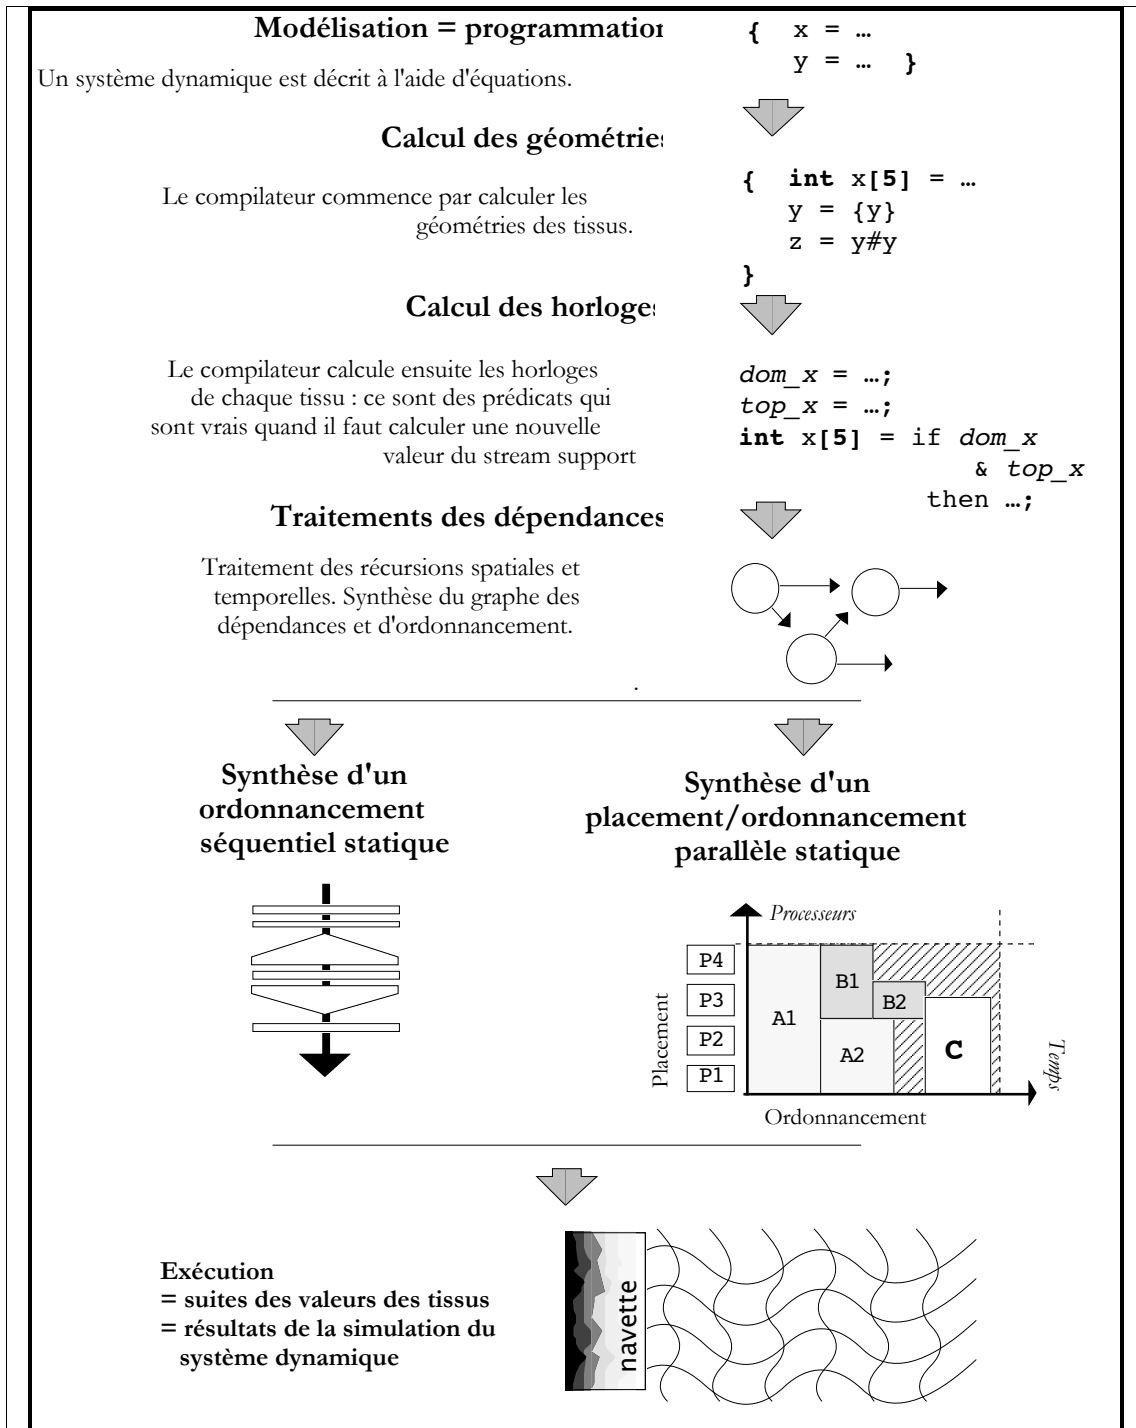 Modélisation = programmation
{ x = …
y = … }
Un système dynamique est décrit à l'aide d'équations.
Calcul des géométries
{ int x[5] = …
y = {y}
z = y#y
}
Le compilateur commence par calculer les
géométries des tissus.
Calcul des horloges
Le compilateur calcule ensuite les horloges
de chaque tissu : ce sont des prédicats qui
sont vrais quand il faut calculer une nouvelle
valeur du stream support
dom_x = …;
top_x = …;
int x[5] = if dom_x
& top_x
then …;
Traitements des dépendances
Traitement des récursions spatiales et
temporelles. Synthèse du graphe des
dépendances et d'ordonnancement.
.
Synthèse d'un
ordonnancement
séquentiel statique
Synthèse d'un
placement/ordonnancement
parallèle statique
Processeurs
Placement
P4
P3
P2
P1
A1
B1
B2
A2
C
Temps
Ordonnancement
Exécution
= suites des valeurs des tissus
= résultats de la simulation du
système dynamique
navette